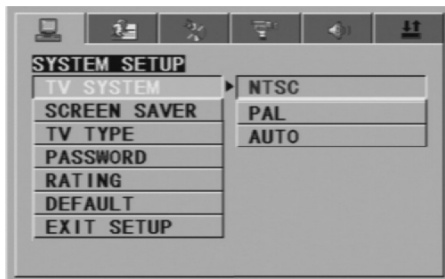 SYSTEM SETUP
TV SYSTEM
NTSC
SCREEN SAVER
PAL
TV TYPE
AUTO
PASSWORD
RATING
DEFAULT
EXIT SETUP